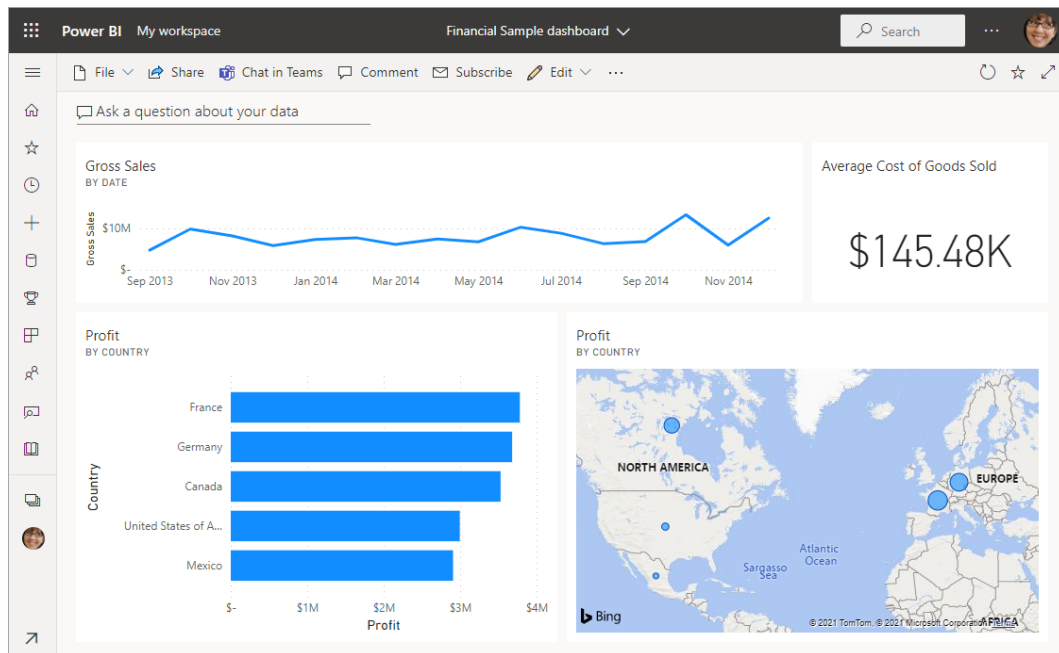 Power BI My workspace Financial Sample dashboard Search
File Share Chat in Teams Comment Subscribe Edit
Ask a question about your data
Gross Sales
BY DATE
Gross Sales
$10M
$-
Sep 2013 Nov 2013 Jan 2014 Mar 2014 May 2014 Jul 2014 Sep 2014 Nov 2014
Average Cost of Goods Sold
$145.48K
Profit
BY COUNTRY
Country
France
Germany
Canada
United States of A...
Mexico
$- $1M $2M $3M $4M
Profit
Profit
BY COUNTRY
NORTH AMERICA
EUROPE
Atlantic
Ocean
Sargasso
Sea
AFRICA
Bing
© 2021 TomTom, © 2021 Microsoft Corporation Terms